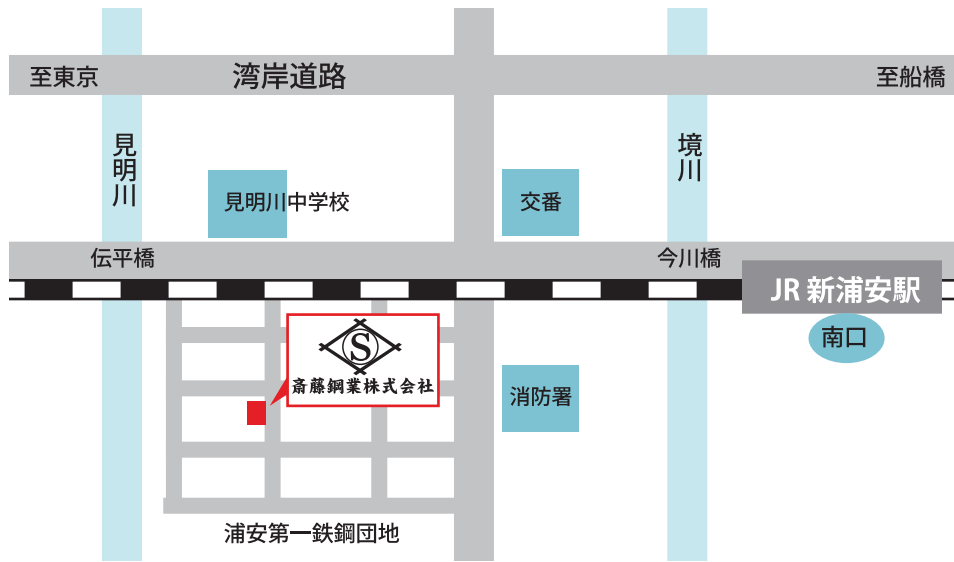 至東京
湾岸道路
至船橋
見明川
境川
見明川中学校
交番
伝平橋
今川橋
JR 新浦安駅
南口
S
斎藤鋼業株式会社
消防署
浦安第一鉄鋼団地